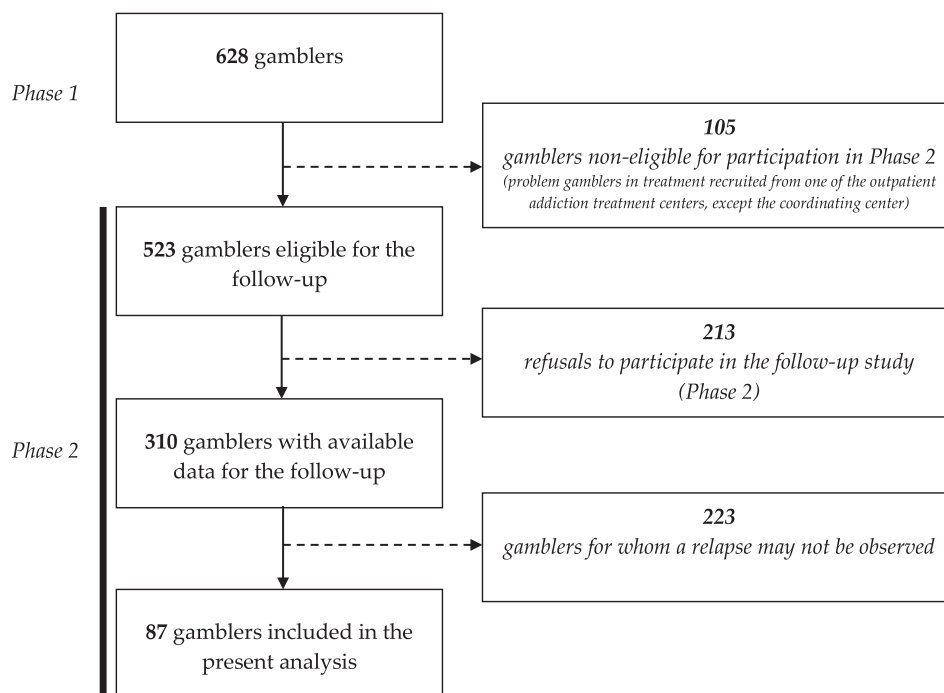 628 gamblers
Phase 1
105
gamblers non-eligible for participation in Phase 2
(problem gamblers in treatment recruited from one of the outpatient
addiction treatment centers, except the coordinating center)
523 gamblers eligible for the
follow-up
213
refusals to participate in the follow-up study
(Phase 2)
Phase 2
310 gamblers with available
data for the follow-up
223
gamblers for whom a relapse may not be observed
87 gamblers included in the
present analysis